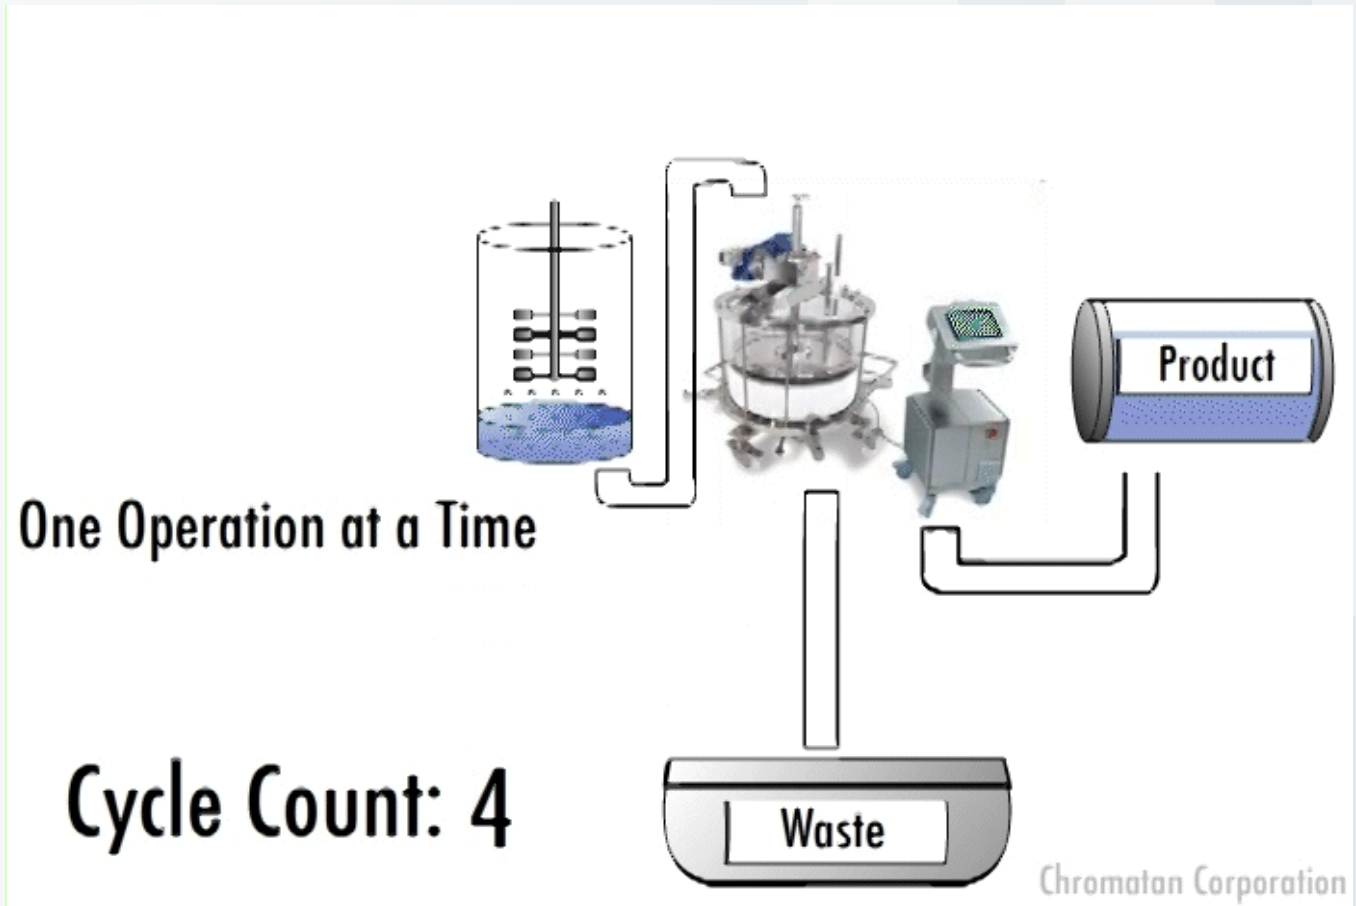 Product
One Operation at a Time
Cycle Count: 4
Waste
Chromatan Corporation